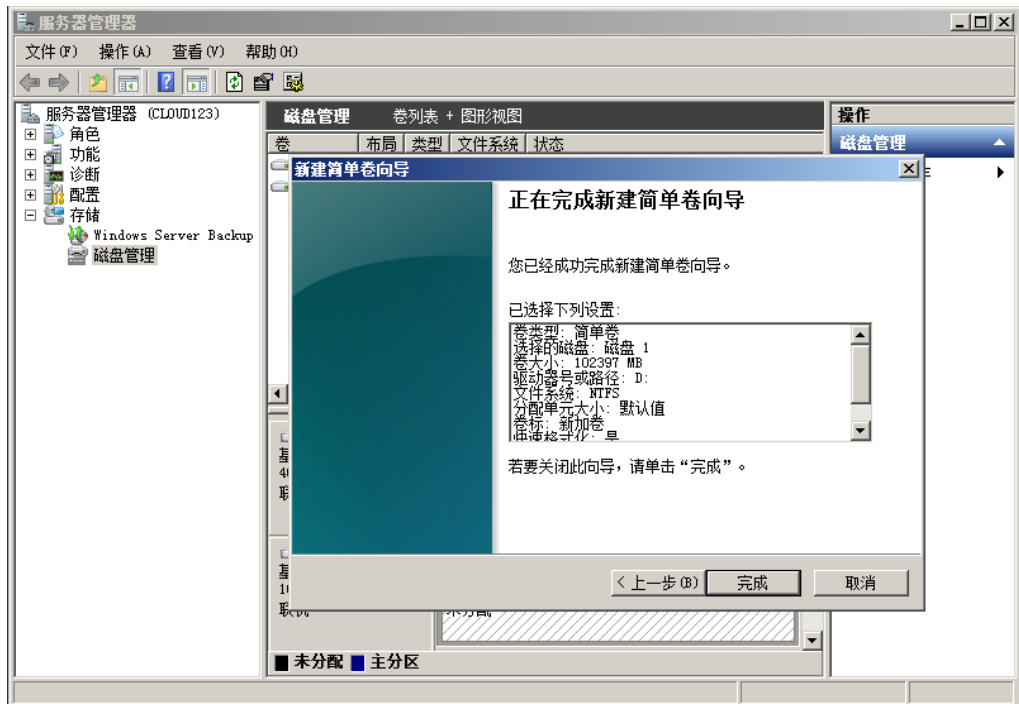 服务器管理器
文件(F) 操作(A) 查看(V) 帮助(H)
服务器管理器 (CLOUD123)
角色
功能
诊断
配置
存储
Windows Server Backup
磁盘管理
磁盘管理 卷列表 + 图形视图
卷 布局 类型 文件系统 状态
操作
磁盘管理
新建简单卷向导
正在完成新建简单卷向导
您已经成功完成新建简单卷向导。
已选择下列设置:
卷类型: 简单卷
选择的磁盘: 磁盘 1
卷大小: 102397 MB
驱动器号或路径: D:
文件系统: NTFS
分配单元大小: 默认值
卷标: 新加卷
快速格式化: 是
若要关闭此向导，请单击“完成”。
<上一步(B) 完成 取消
未分配 主分区